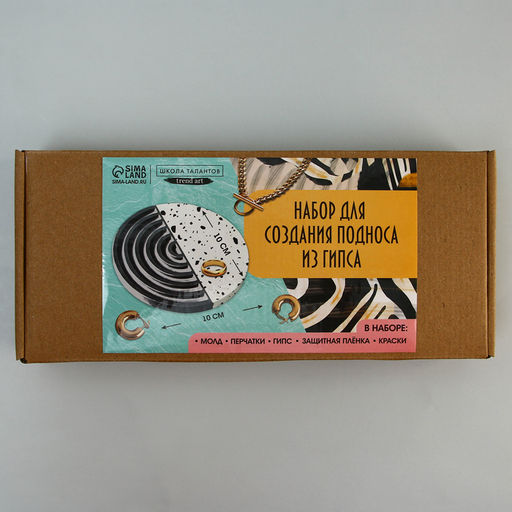 SIMA
LAND
SIMA-LAND.RU
ШКОЛА ТАЛАНТОВ
trend art
10 СМ
10 СМ
НАБОР ДЛЯ
СОЗДАНИЯ ПОДНОСА
ИЗ ГИПСА
В НАБОРЕ:
• МОЛД • ПЕРЧАТКИ • ГИПС • ЗАЩИТНАЯ ПЛЁНКА • КРАСКИ